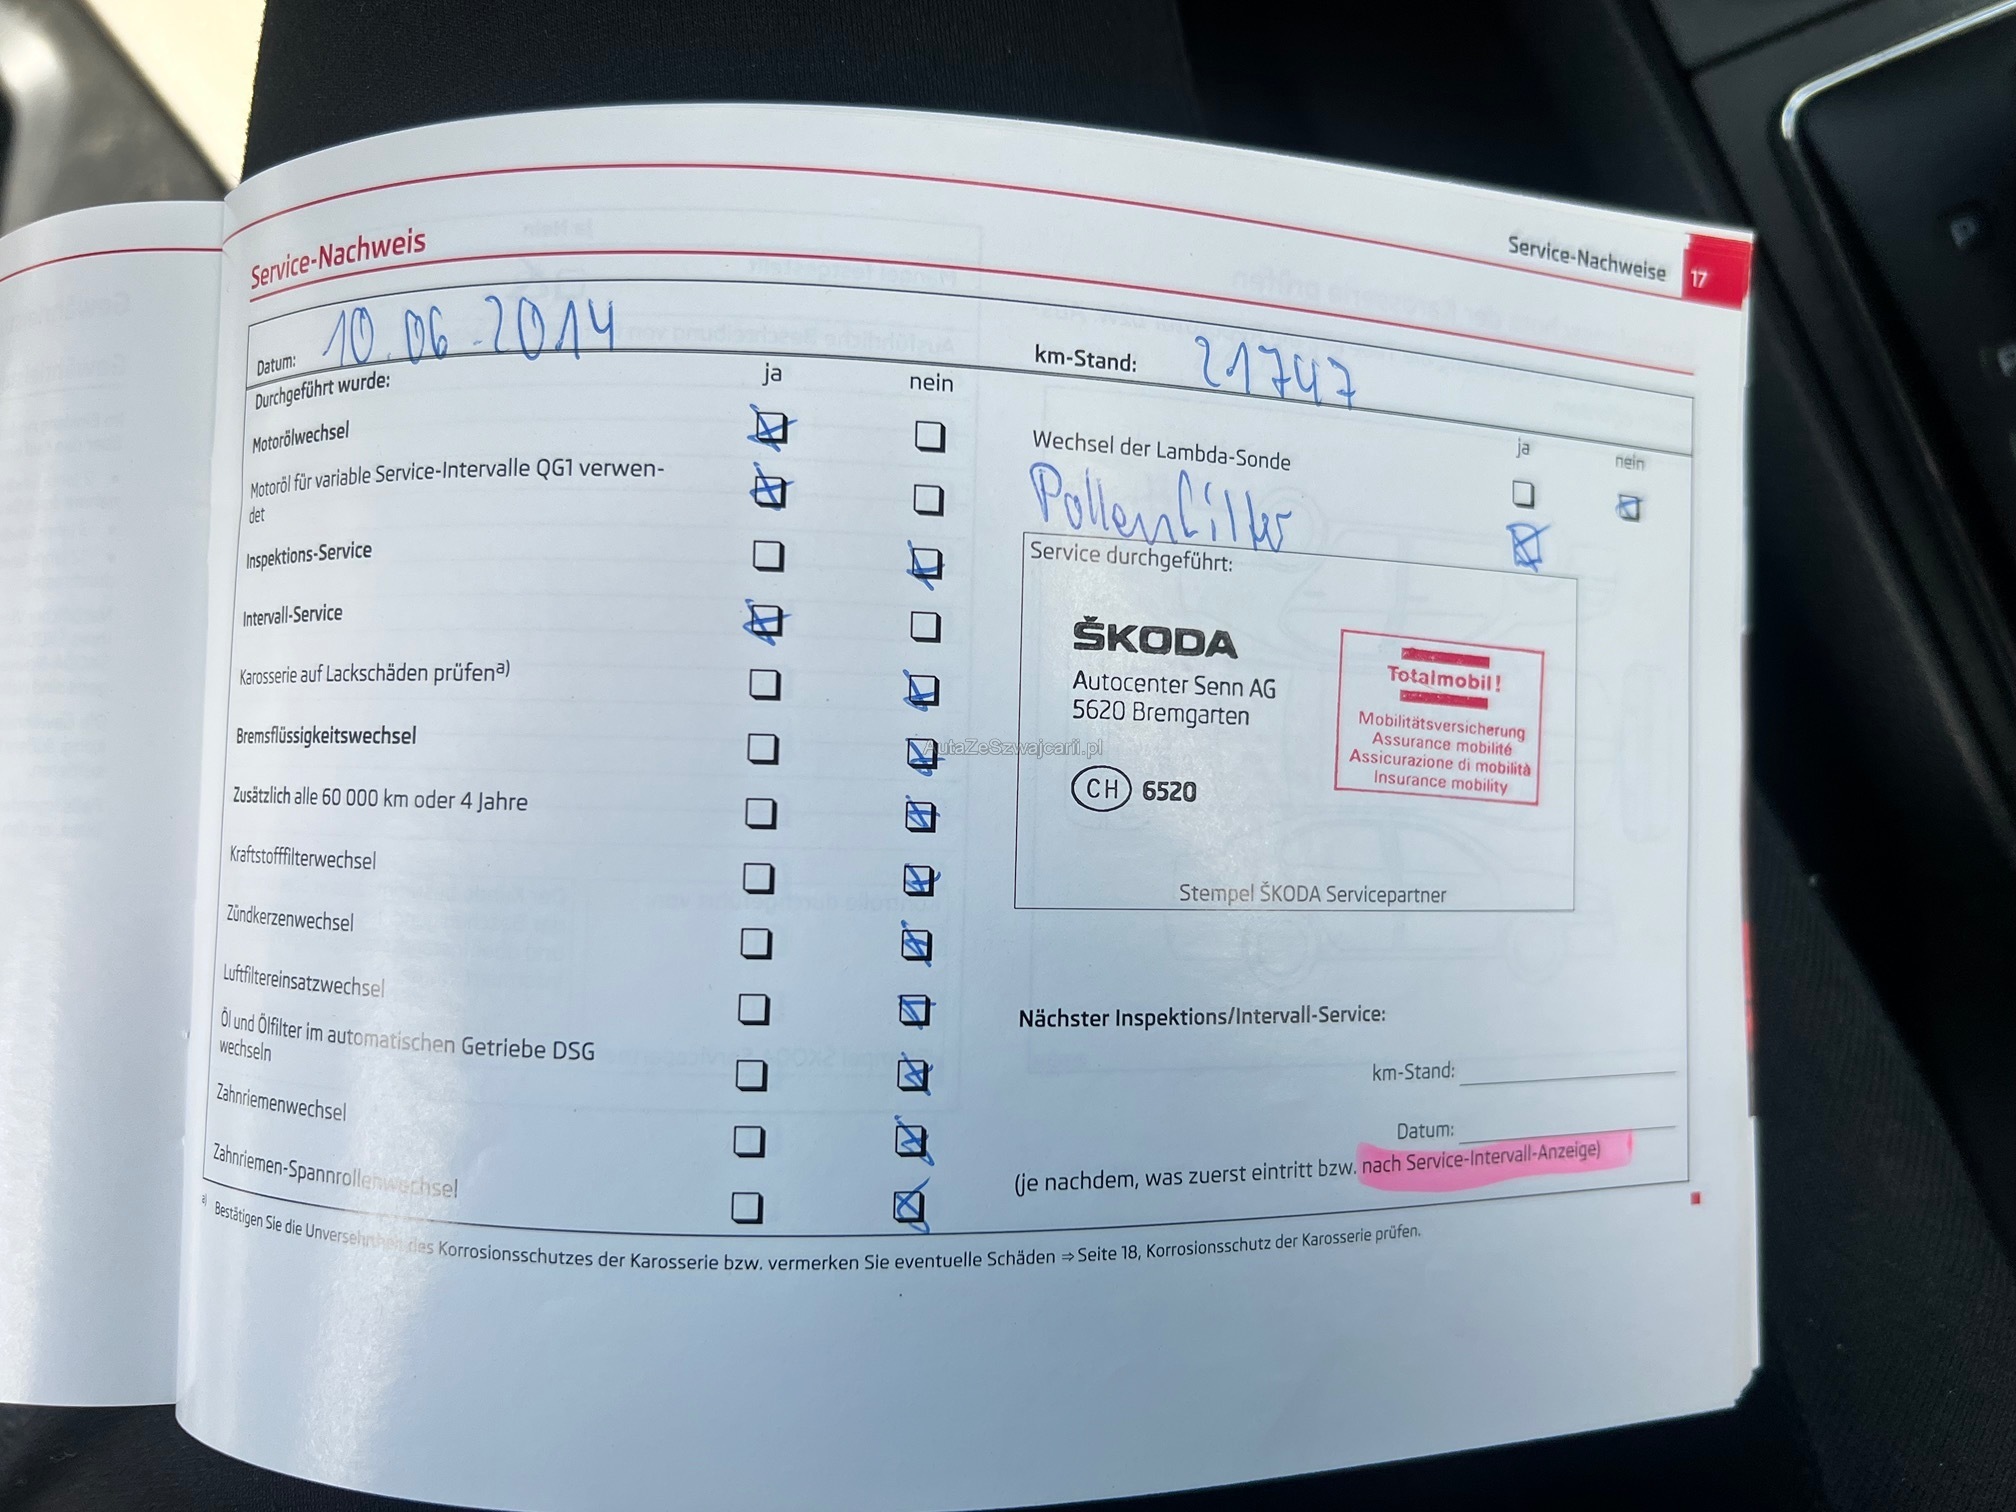 Service-Nachweise 17
Service-Nachweis
Datum: 10.06.2014
km-Stand: 21747
Durchgeführt wurde:
ja nein
Motorölwechsel
Motoröl für variable Service-Intervalle QG1 verwen-
det
Inspektions-Service
Intervall-Service
Karosserie auf Lackschäden prüfena)
Bremsflüssigkeitswechsel
Zusätzlich alle 60 000 km oder 4 Jahre
Kraftstofffilterwechsel
Zündkerzenwechsel
Luftfiltereinsatzwechsel
Öl und Ölfilter im automatischen Getriebe DSG
wechseln
Zahnriemenwechsel
Zahnriemen-Spannrollenwechsel
ja nein
Wechsel der Lambda-Sonde
Pollenfilter
Service durchgeführt:
ŠKODA
Autocenter Senn AG
5620 Bremgarten
CH 6520
Totalmobil!
Mobilitätsversicherung
Assurance mobilité
Assicurazione di mobilità
Insurance mobility
Stempel ŠKODA Servicepartner
Nächster Inspektions/Intervall-Service:
km-Stand:
Datum:
(je nachdem, was zuerst eintritt bzw. nach Service-Intervall-Anzeige)
a) Bestätigen Sie die Unversehrtheit des Korrosionsschutzes der Karosserie bzw. vermerken Sie eventuelle Schäden ⇒ Seite 18, Korrosionsschutz der Karosserie prüfen.
AutaZeSzwajcarii.pl